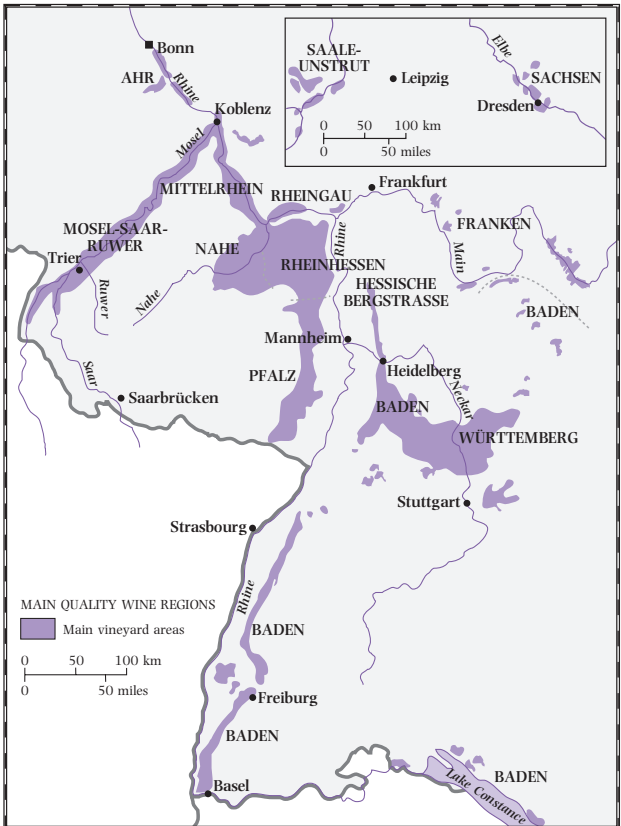 Bonn
AHR
Rhine
Koblenz
Mosel
MITTELRHEIN
RHEINGAU
Frankfurt
MOSEL-SAAR-
RUWER
Trier
NAHE
Rhine
FRANKEN
Main
RHEINHESSEN
HESSISCHE
BERGSTRASSE
Ruwer
Nahe
BADEN
Mannheim
Saar
PFALZ
Heidelberg
Neckar
Saarbrücken
BADEN
WÜRTTEMBERG
Stuttgart
Strasbourg
Rhine
BADEN
Freiburg
BADEN
Basel
Lake Constance
BADEN
SAALE-
UNSTRUT
Leipzig
Elbe
SACHSEN
Dresden
0 50 100 km
0 50 miles
MAIN QUALITY WINE REGIONS
Main vineyard areas
0 50 100 km
0 50 miles